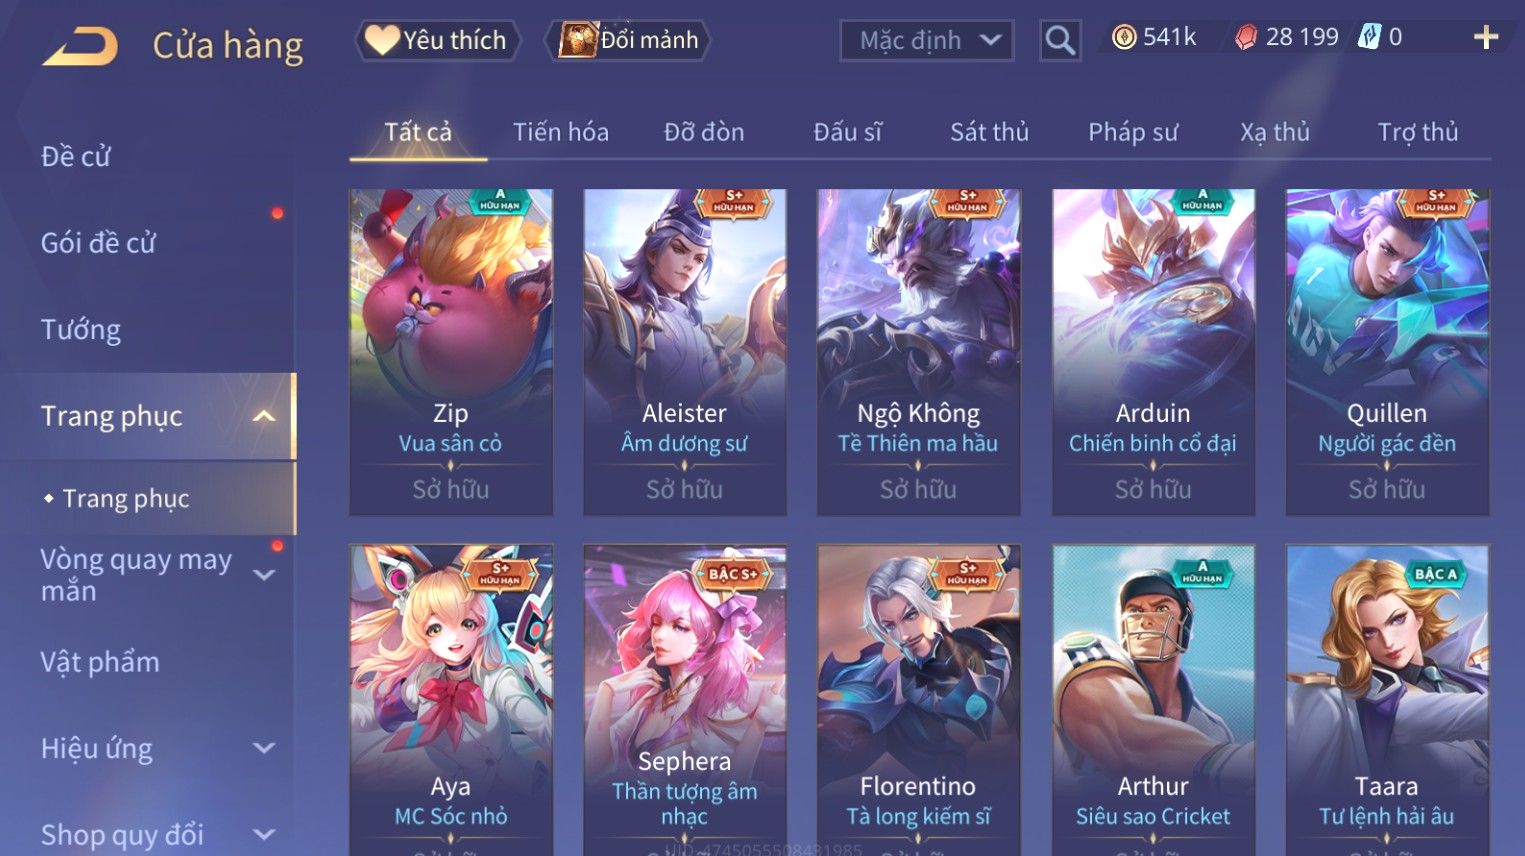 Cửa hàng
Yêu thích
Đổi mảnh
Mặc định
541k
28 199
0
Đề cử
Gói đề cử
Tướng
Trang phục
Trang phục
Vòng quay may
mắn
Vật phẩm
Hiệu ứng
Shop quy đổi
Tất cả
Tiến hóa
Đỡ đòn
Đấu sĩ
Sát thủ
Pháp sư
Xạ thủ
Trợ thủ
A
HỮU HẠN
Zip
Vua sân cỏ
Sở hữu
S+
HỮU HẠN
Aleister
Âm dương sư
Sở hữu
S+
HỮU HẠN
Ngộ Không
Tề Thiên ma hầu
Sở hữu
A
HỮU HẠN
Arduin
Chiến binh cổ đại
Sở hữu
S+
HỮU HẠN
Quillen
Người gác đền
Sở hữu
S+
HỮU HẠN
Aya
MC Sóc nhỏ
BẬC S+
Sephera
Thần tượng âm
nhạc
S+
HỮU HẠN
Florentino
Tà long kiếm sĩ
A
HỮU HẠN
Arthur
Siêu sao Cricket
BẬC A
Taara
Tư lệnh hải âu
UID 4745055508431985